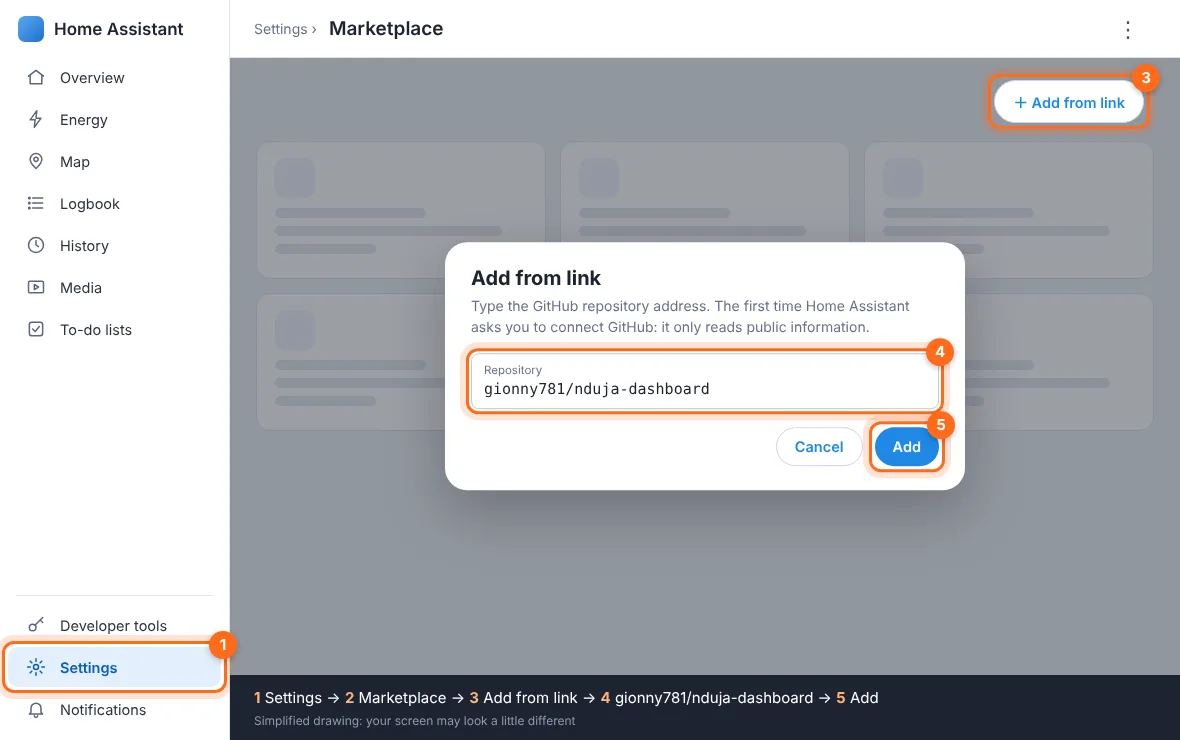 Home Assistant
Settings › Marketplace
Overview
Energy
Map
Logbook
History
Media
To-do lists
Developer tools
1
Settings
Notifications
3
+ Add from link
Add from link
Type the GitHub repository address. The first time Home Assistant
asks you to connect GitHub: it only reads public information.
4
Repository
gionny781/nduja-dashboard
5
Cancel
Add
1 Settings → 2 Marketplace → 3 Add from link → 4 gionny781/nduja-dashboard → 5 Add
Simplified drawing: your screen may look a little different